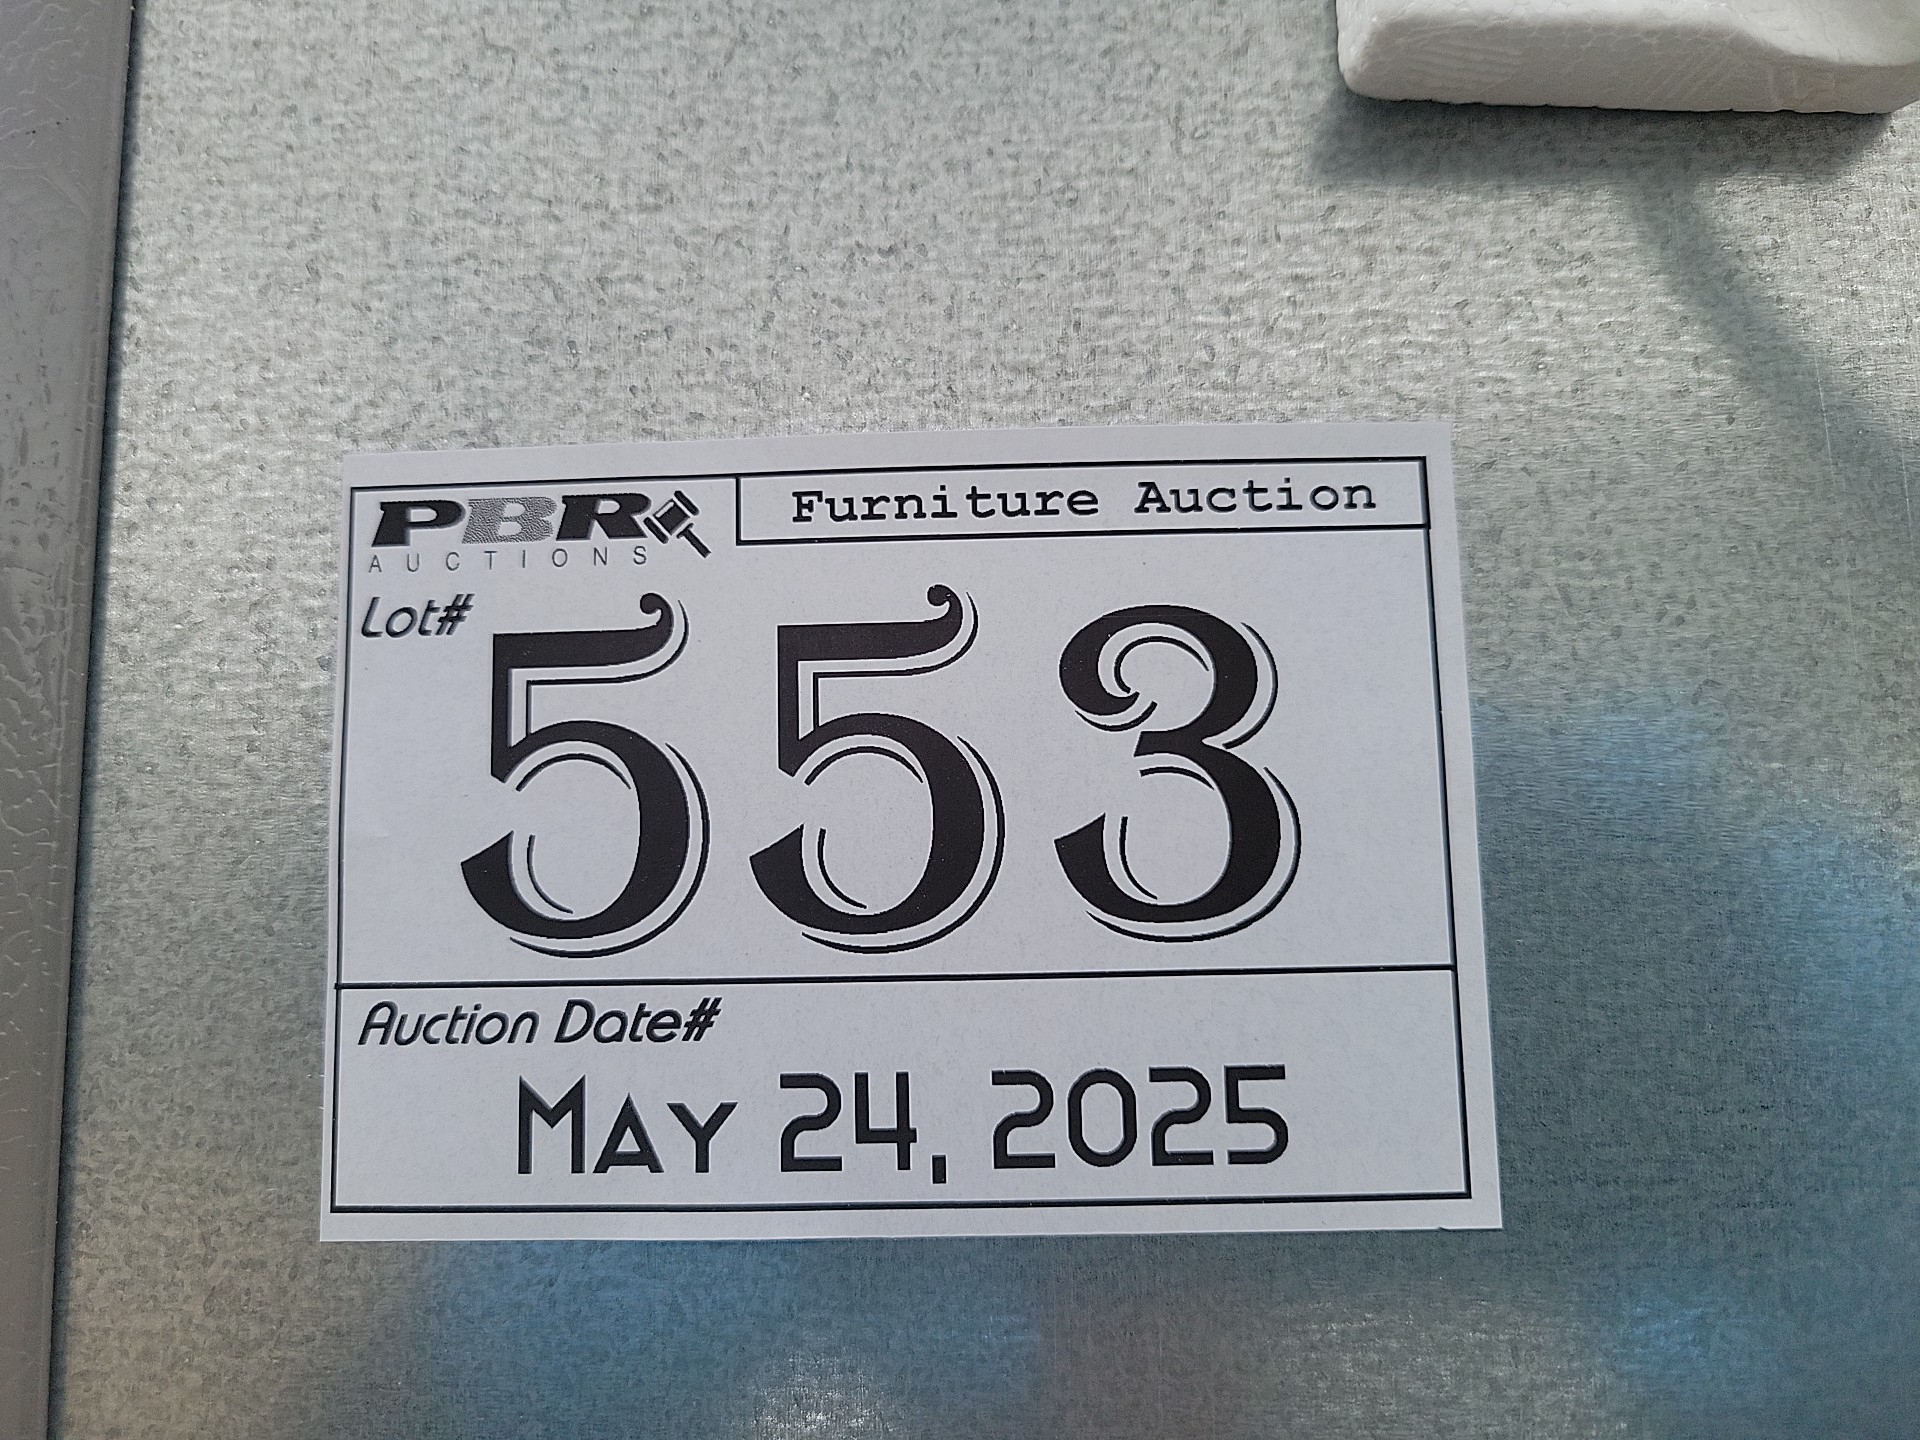 PBR
AUCTIONS
Furniture Auction
Lot#
553
Auction Date#
MAY 24, 2025